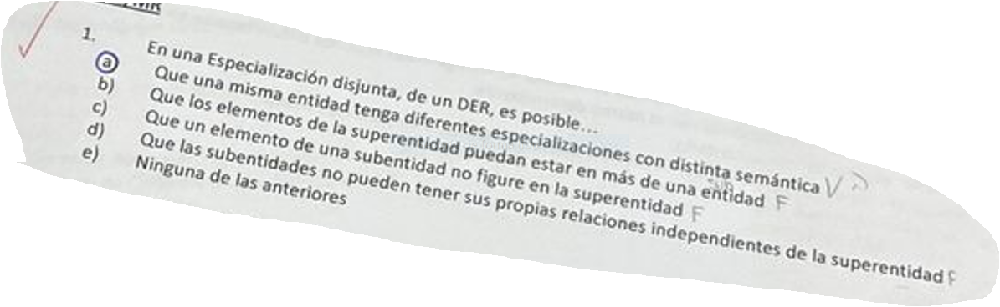 1. En una Especialización disjunta, de un DER, es posible...
a) Que una misma entidad tenga diferentes especializaciones con distinta semántica V
b) Que los elementos de la superentidad puedan estar en más de una entidad F
c) Que un elemento de una subentidad no figure en la superentidad F
d) Que las subentidades no pueden tener sus propias relaciones independientes de la superentidad F
e) Ninguna de las anteriores